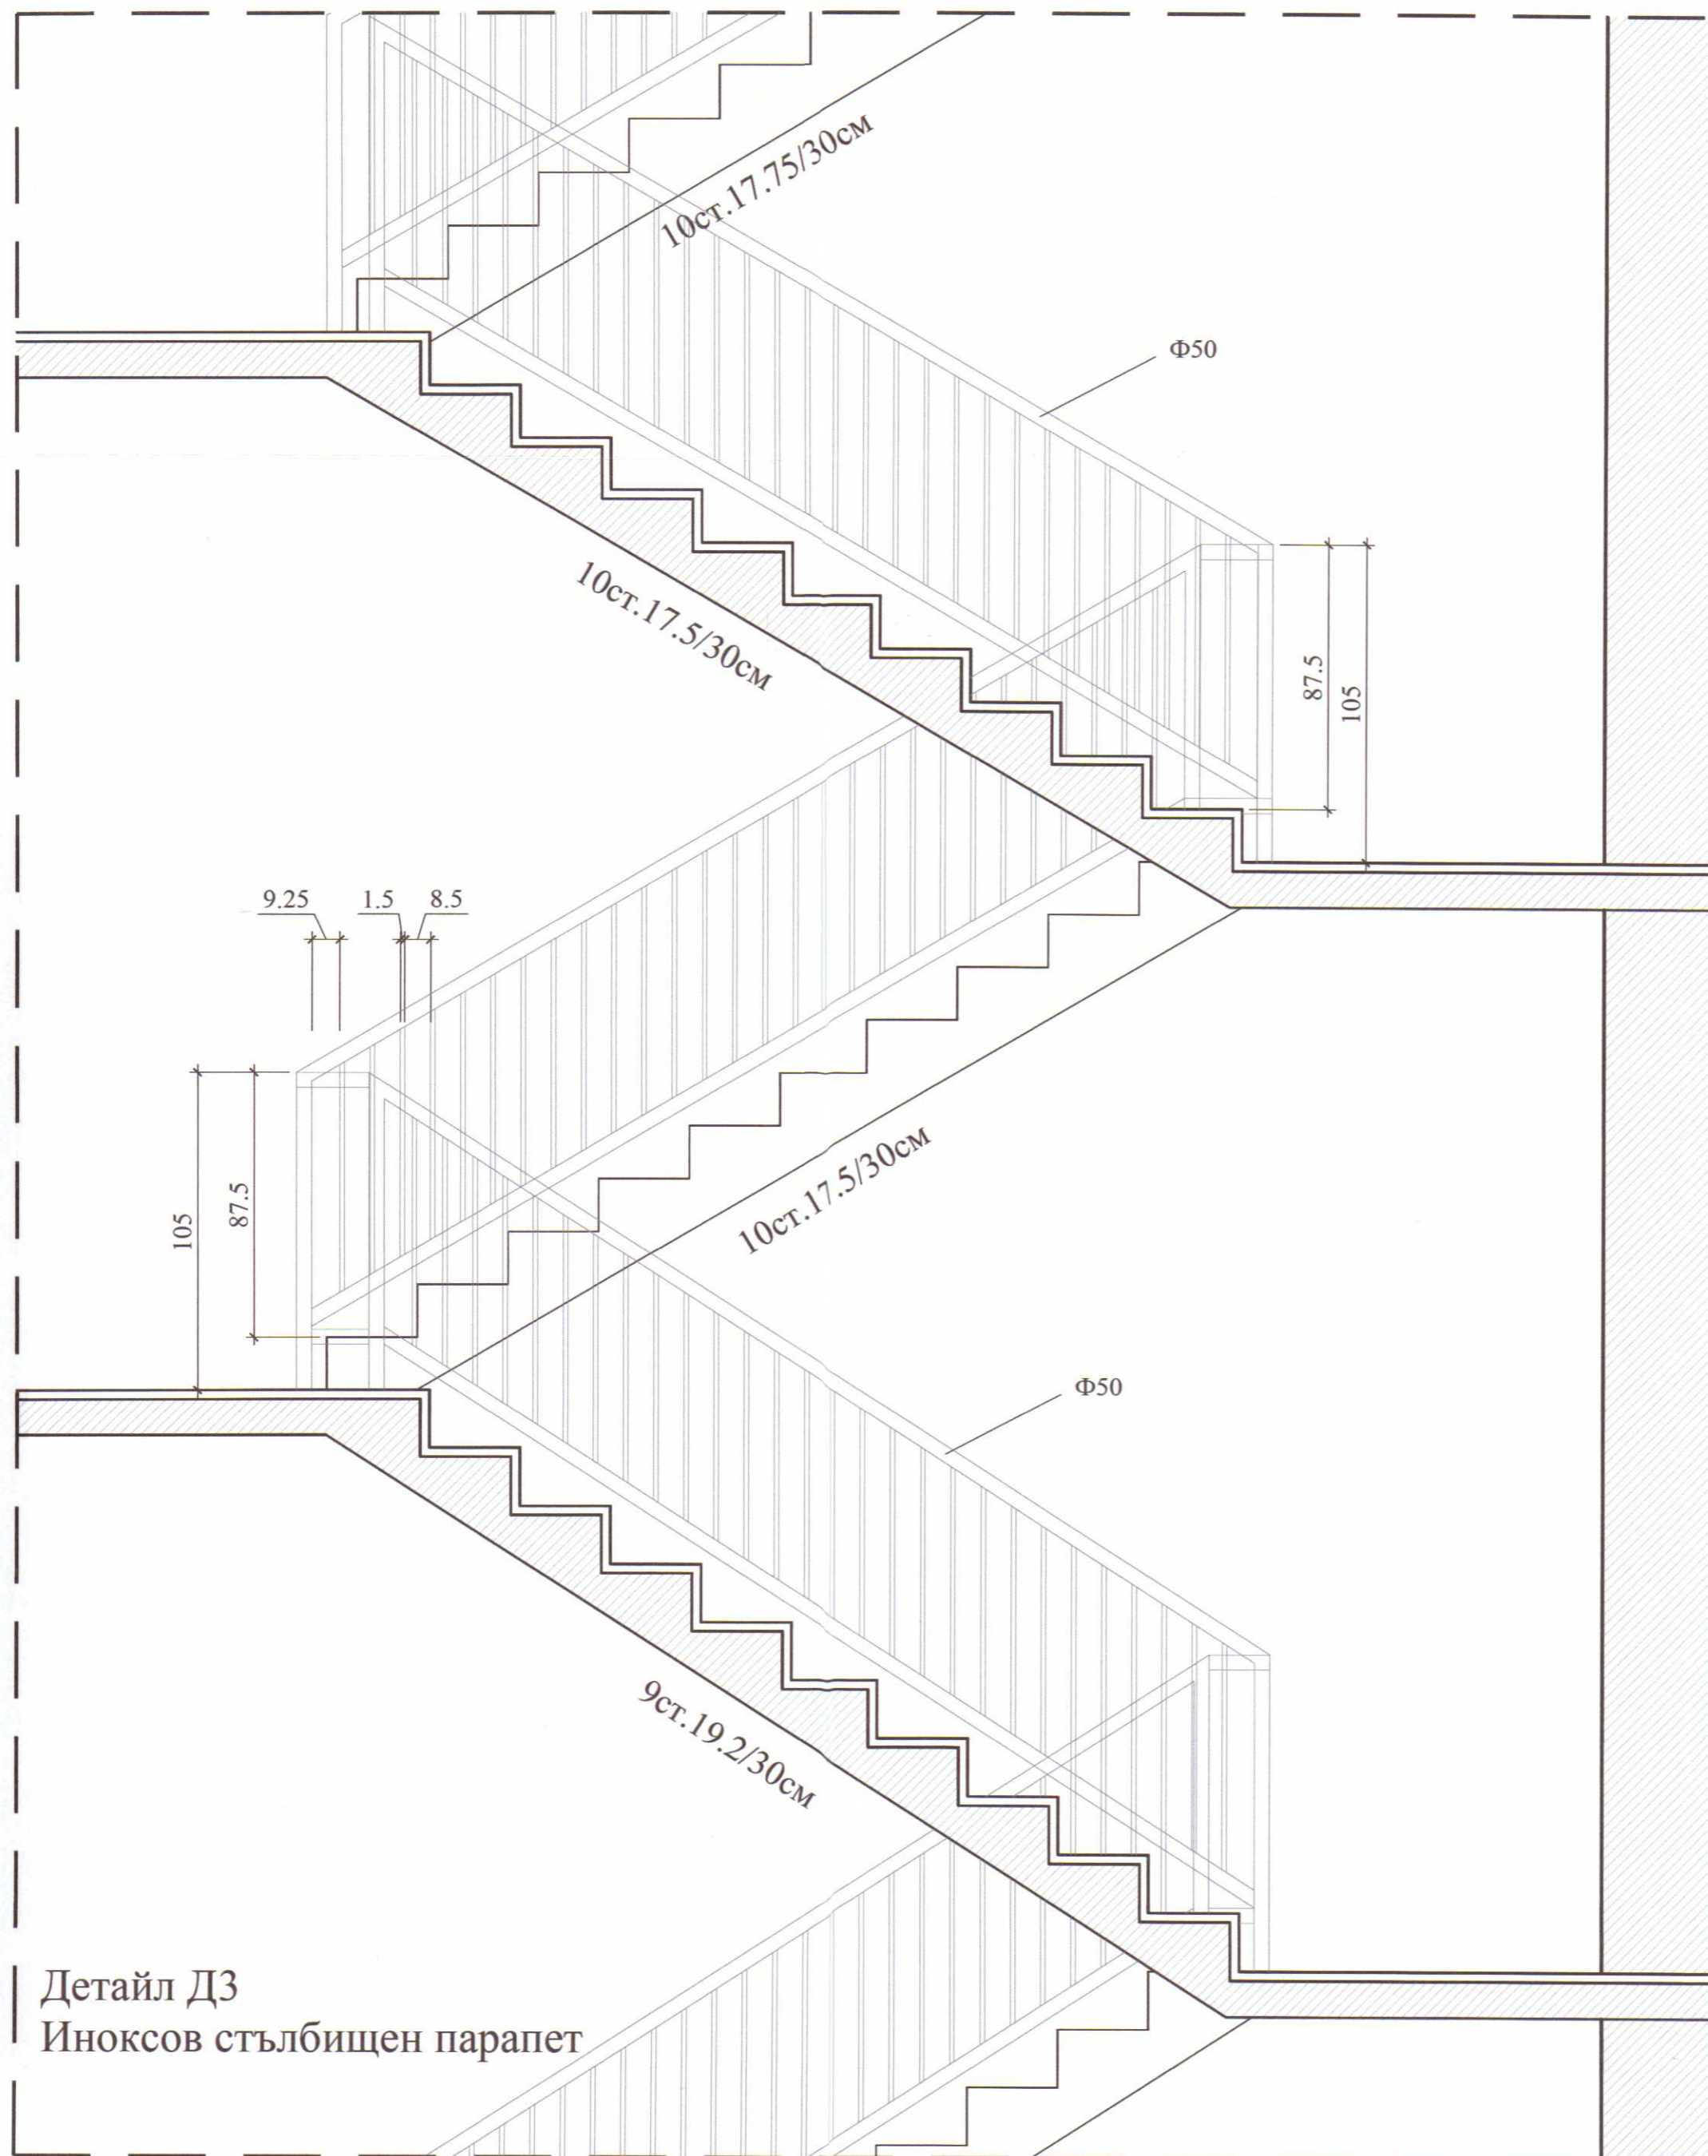 10ст.17.75/30см
Ф50
10ст.17.5/30см
87.5
105
9.25
1.5
8.5
105
87.5
10ст.17.5/30см
Ф50
9ст.19.2/30см
Детайл Д3
Иноксов стълбищен парапет